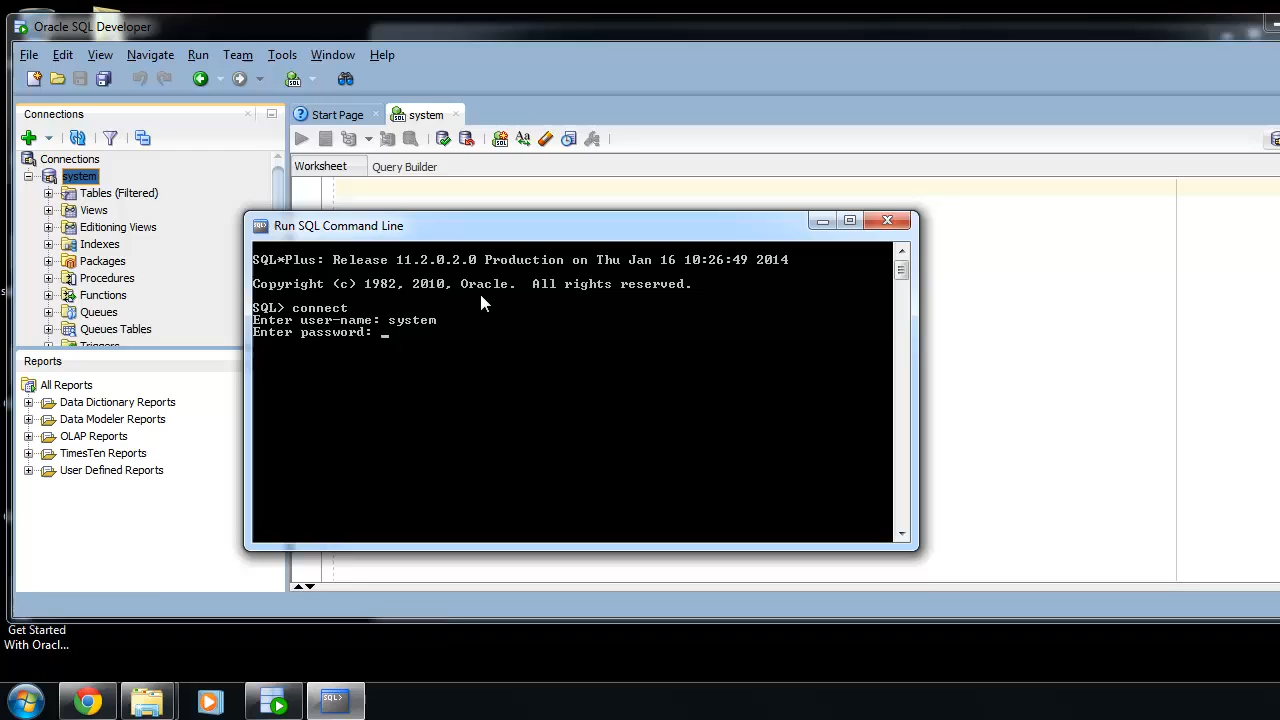 Oracle SQL Developer
File Edit View Navigate Run Team Tools Window Help
Connections
Start Page
system
Worksheet
Query Builder
Connections
system
Tables (Filtered)
Views
Editioning Views
Indexes
Packages
Procedures
Functions
Queues
Queues Tables
Triggers
Reports
All Reports
Data Dictionary Reports
Data Modeler Reports
OLAP Reports
TimesTen Reports
User Defined Reports
Run SQL Command Line
SQL*Plus: Release 11.2.0.2.0 Production on Thu Jan 16 10:26:49 2014
Copyright (c) 1982, 2010, Oracle.  All rights reserved.
SQL> connect
Enter user-name: system
Enter password: _
Get Started
With Oracl...
SQL>